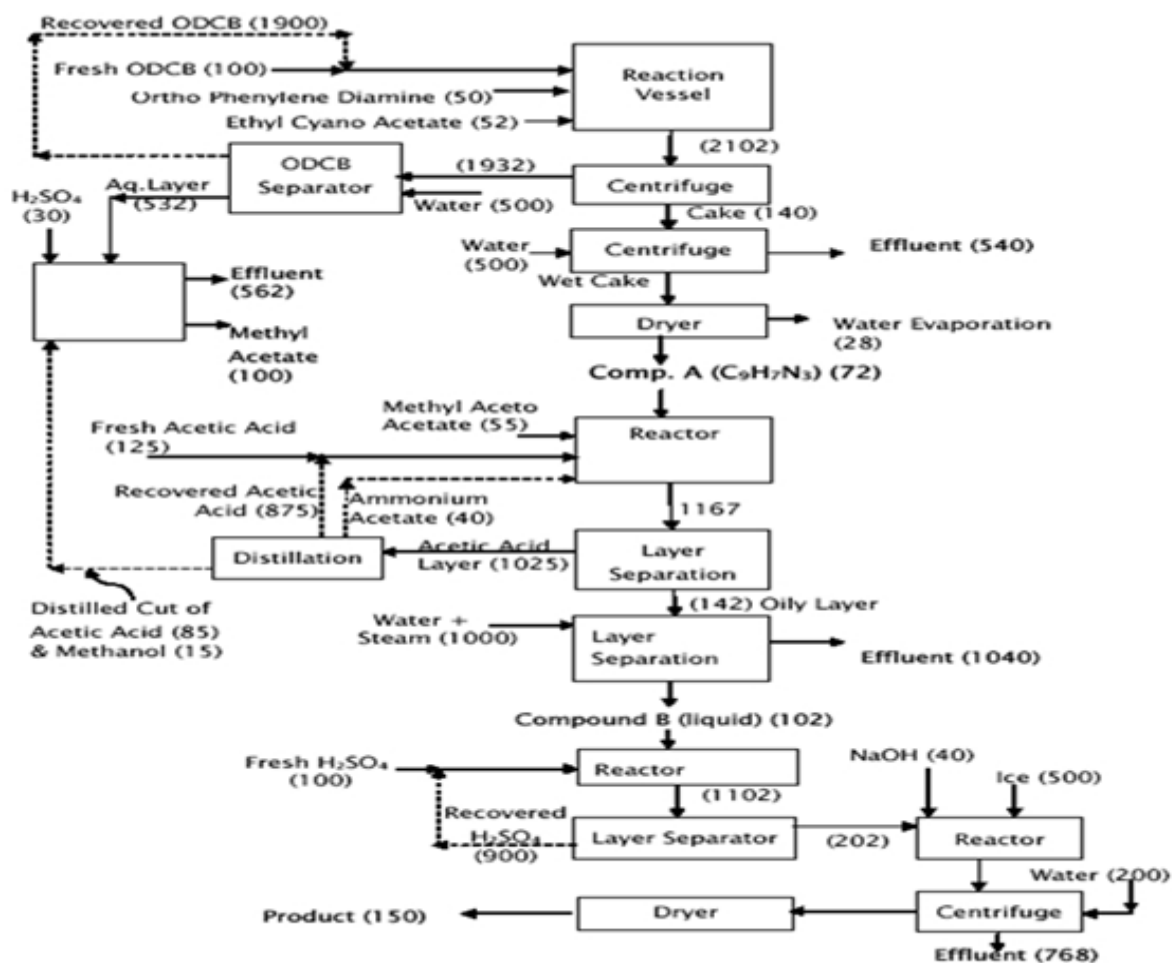 Recovered ODCB (1900)
Fresh ODCB (100)
Ortho Phenylene Diamine (50)
Ethyl Cyano Acetate (52)
Reaction
Vessel
(2102)
(1932)
ODCB
Separator
Centrifuge
Aq.Layer
(532)
H₂SO₄
(30)
Water (500)
Cake (140)
Water
(500)
Centrifuge
Effluent (540)
Effluent
(562)
Wet Cake
Dryer
Water Evaporation
(28)
Methyl
Acetate
(100)
Comp. A (C₉H₇N₃) (72)
Methyl Aceto
Acetate (55)
Reactor
Fresh Acetic Acid
(125)
Recovered Acetic
Acid (875)
Ammonium
Acetate (40)
1167
Distillation
Acetic Acid
Layer (1025)
Layer
Separation
(142) Oily Layer
Distilled Cut of
Acetic Acid (85)
& Methanol (15)
Water +
Steam (1000)
Layer
Separation
Effluent (1040)
Compound B (liquid) (102)
Fresh H₂SO₄
(100)
Reactor
NaOH (40)
Ice (500)
(1102)
Recovered
H₂SO₄
(900)
Layer Separator
(202)
Reactor
Water (200)
Product (150)
Dryer
Centrifuge
Effluent (768)